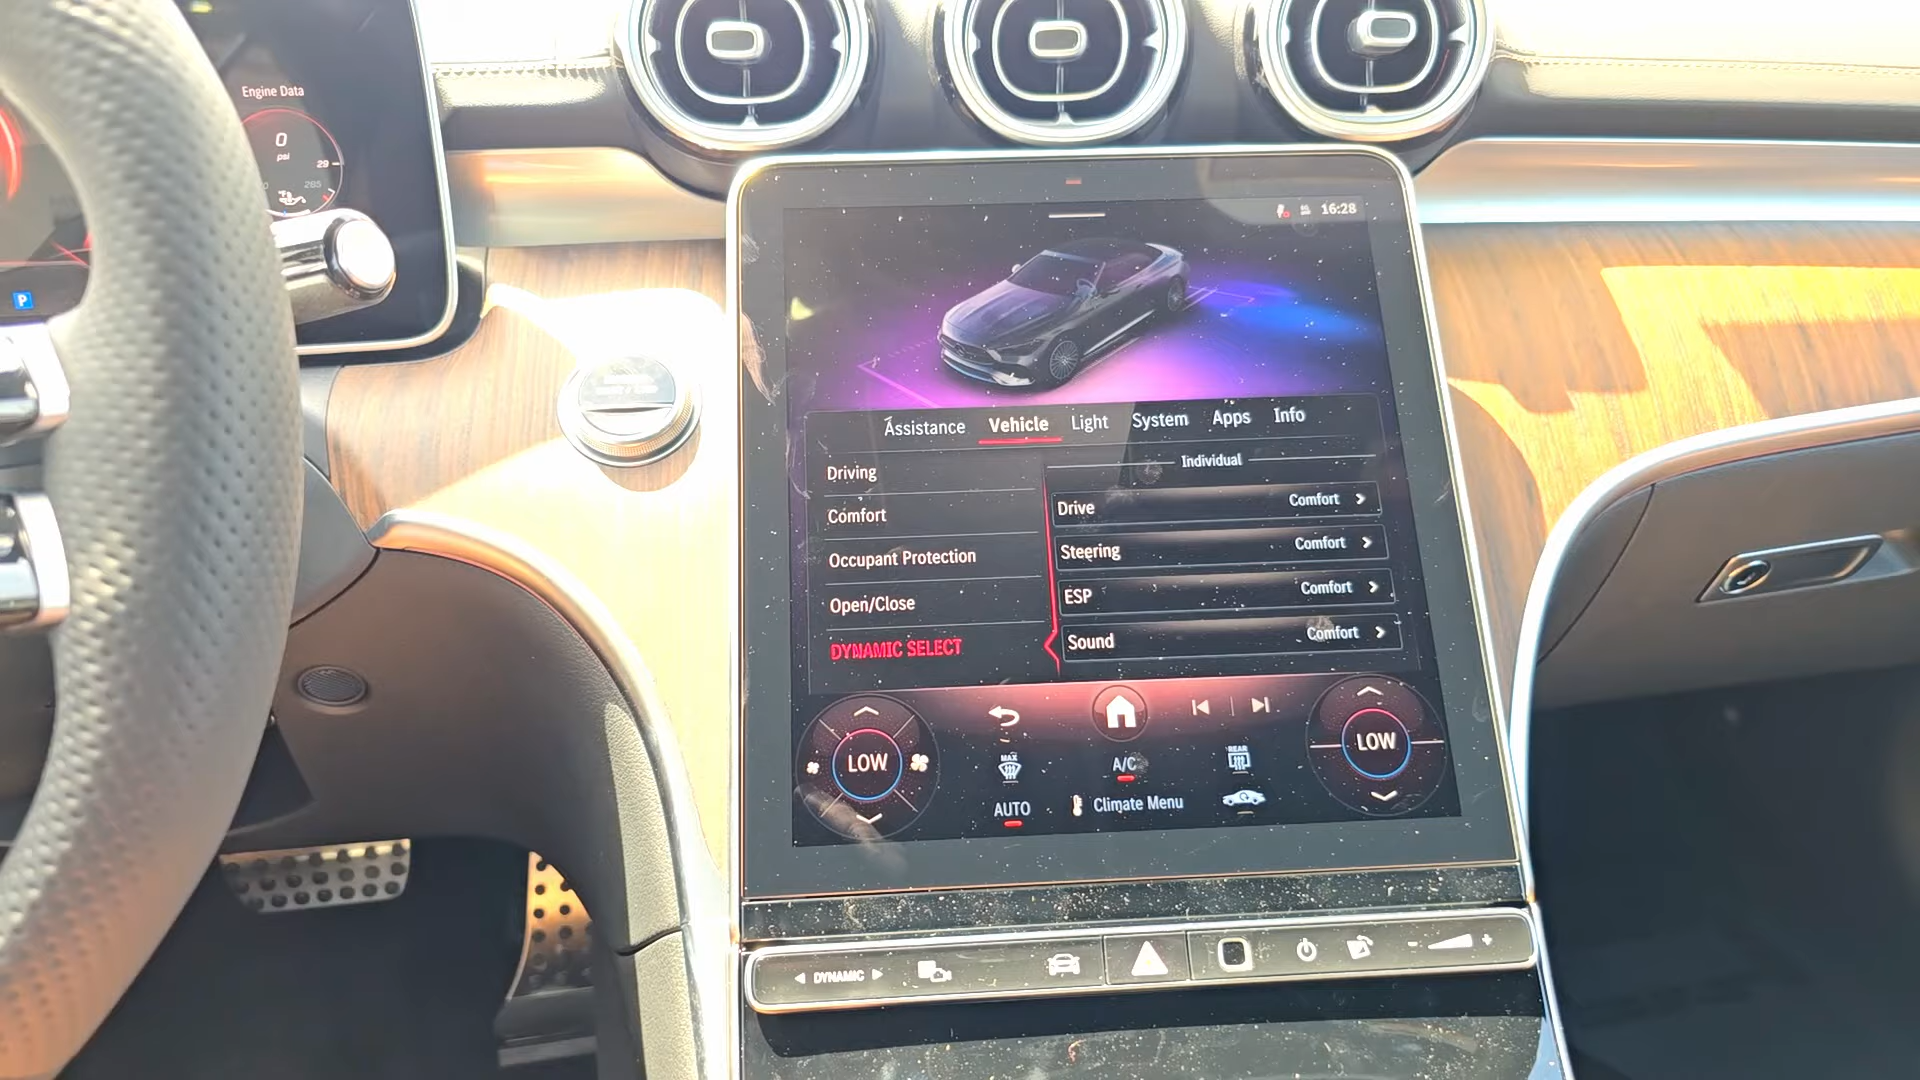 Engine Data
0
psi
29
265
P
16:28
Assistance Vehicle Light System Apps Info
Driving
Comfort
Occupant Protection
Open/Close
DYNAMIC SELECT
Individual
Drive Comfort
Steering Comfort
ESP Comfort
Sound Comfort
LOW
LOW
MAX
A/C
REAR
AUTO
Climate Menu
DYNAMIC
- +